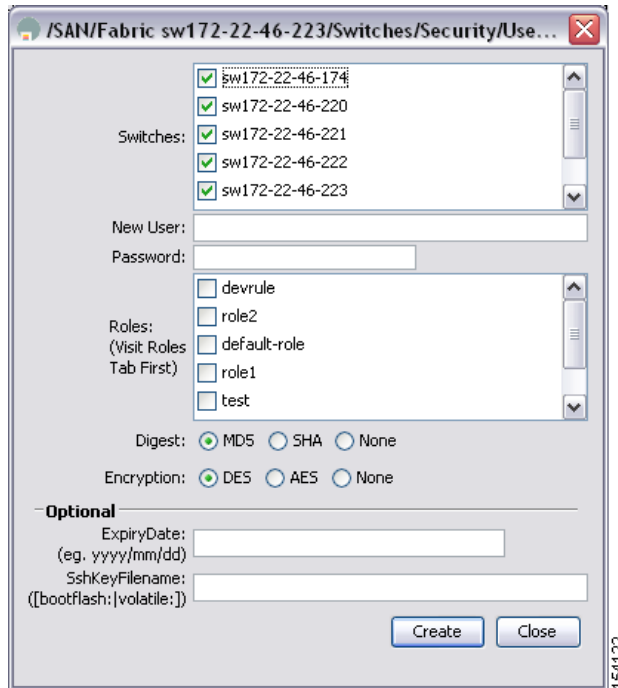 /SAN/Fabric sw172-22-46-223/Switches/Security/Use...
Switches:
sw172-22-46-174
sw172-22-46-220
sw172-22-46-221
sw172-22-46-222
sw172-22-46-223
New User:
Password:
Roles:
(Visit Roles
Tab First)
devrule
role2
default-role
role1
test
Digest: MD5 SHA None
Encryption: DES AES None
Optional
ExpiryDate:
(eg. yyyy/mm/dd)
SshKeyFilename:
([bootflash:|volatile:])
Create Close
154122